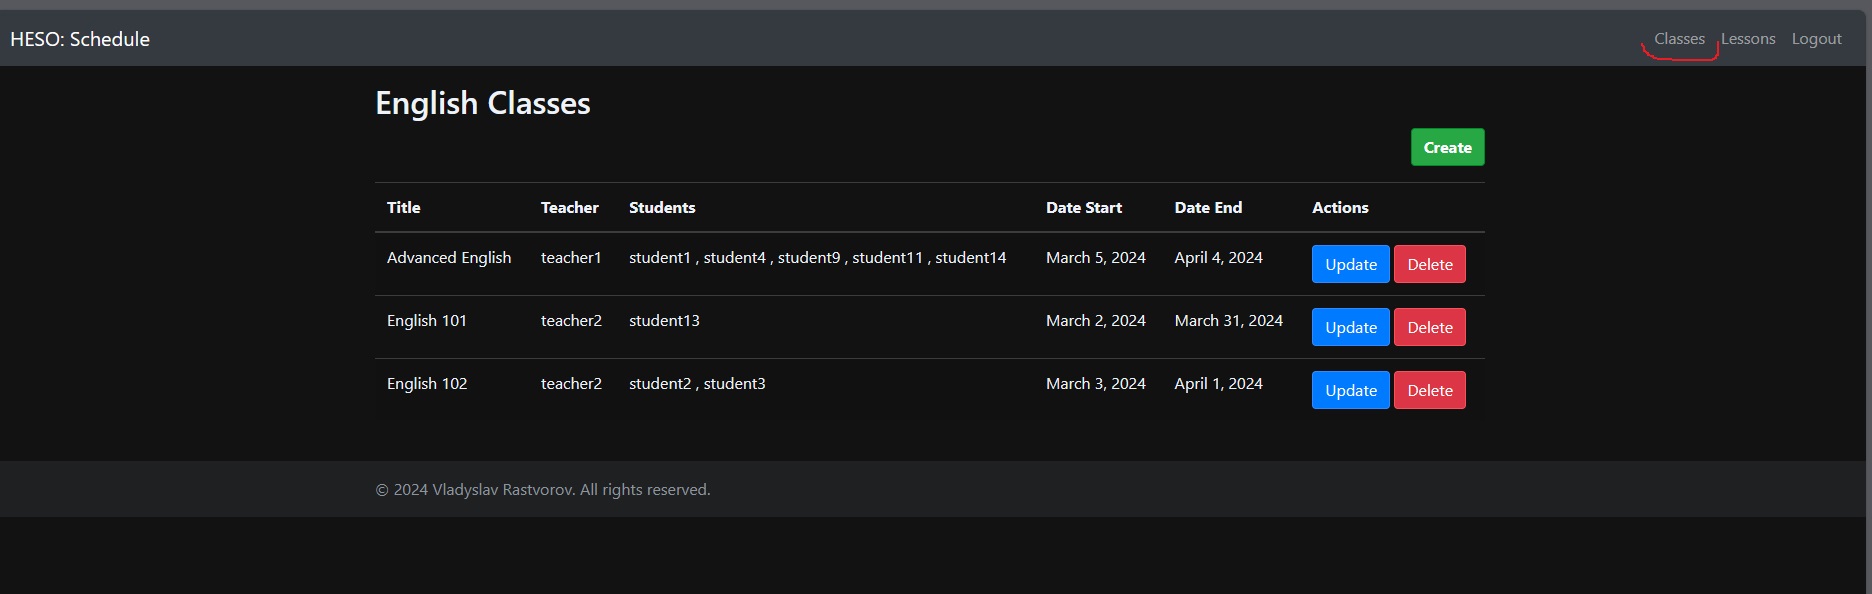 HESO: Schedule Classes Lessons Logout
English Classes
Create
Title Teacher Students Date Start Date End Actions
Advanced English teacher1 student1 , student4 , student9 , student11 , student14 March 5, 2024 April 4, 2024 Update Delete
English 101 teacher2 student13 March 2, 2024 March 31, 2024 Update Delete
English 102 teacher2 student2 , student3 March 3, 2024 April 1, 2024 Update Delete
© 2024 Vladyslav Rastvorov. All rights reserved.